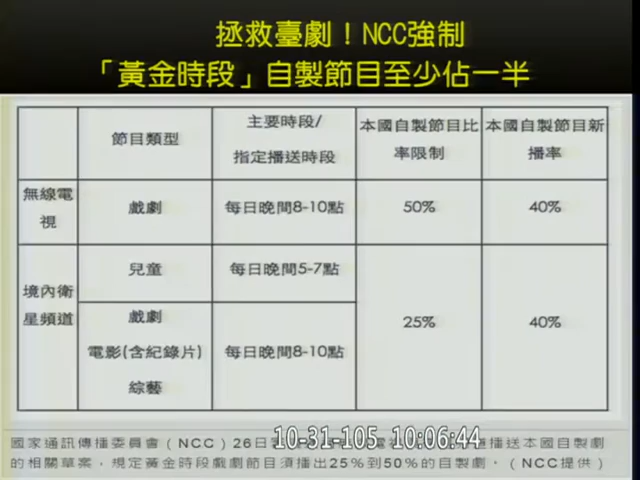 拯救臺劇！NCC強制
「黃金時段」自製節目至少佔一半
節目類型
主要時段/
指定播送時段
本國自製節目比
率限制
本國自製節目新
播率
無線電
視
戲劇
每日晚間8-10點
50%
40%
境內衛
星頻道
兒童
每日晚間5-7點
戲劇
電影(含紀錄片)
綜藝
每日晚間8-10點
25%
40%
國家通訊傳播委員會（NCC）26日
播送本國自製劇
10-31-105 10:06:44
的相關草案，規定黃金時段戲劇節目須播出25%到50%的自製劇。（NCC提供）